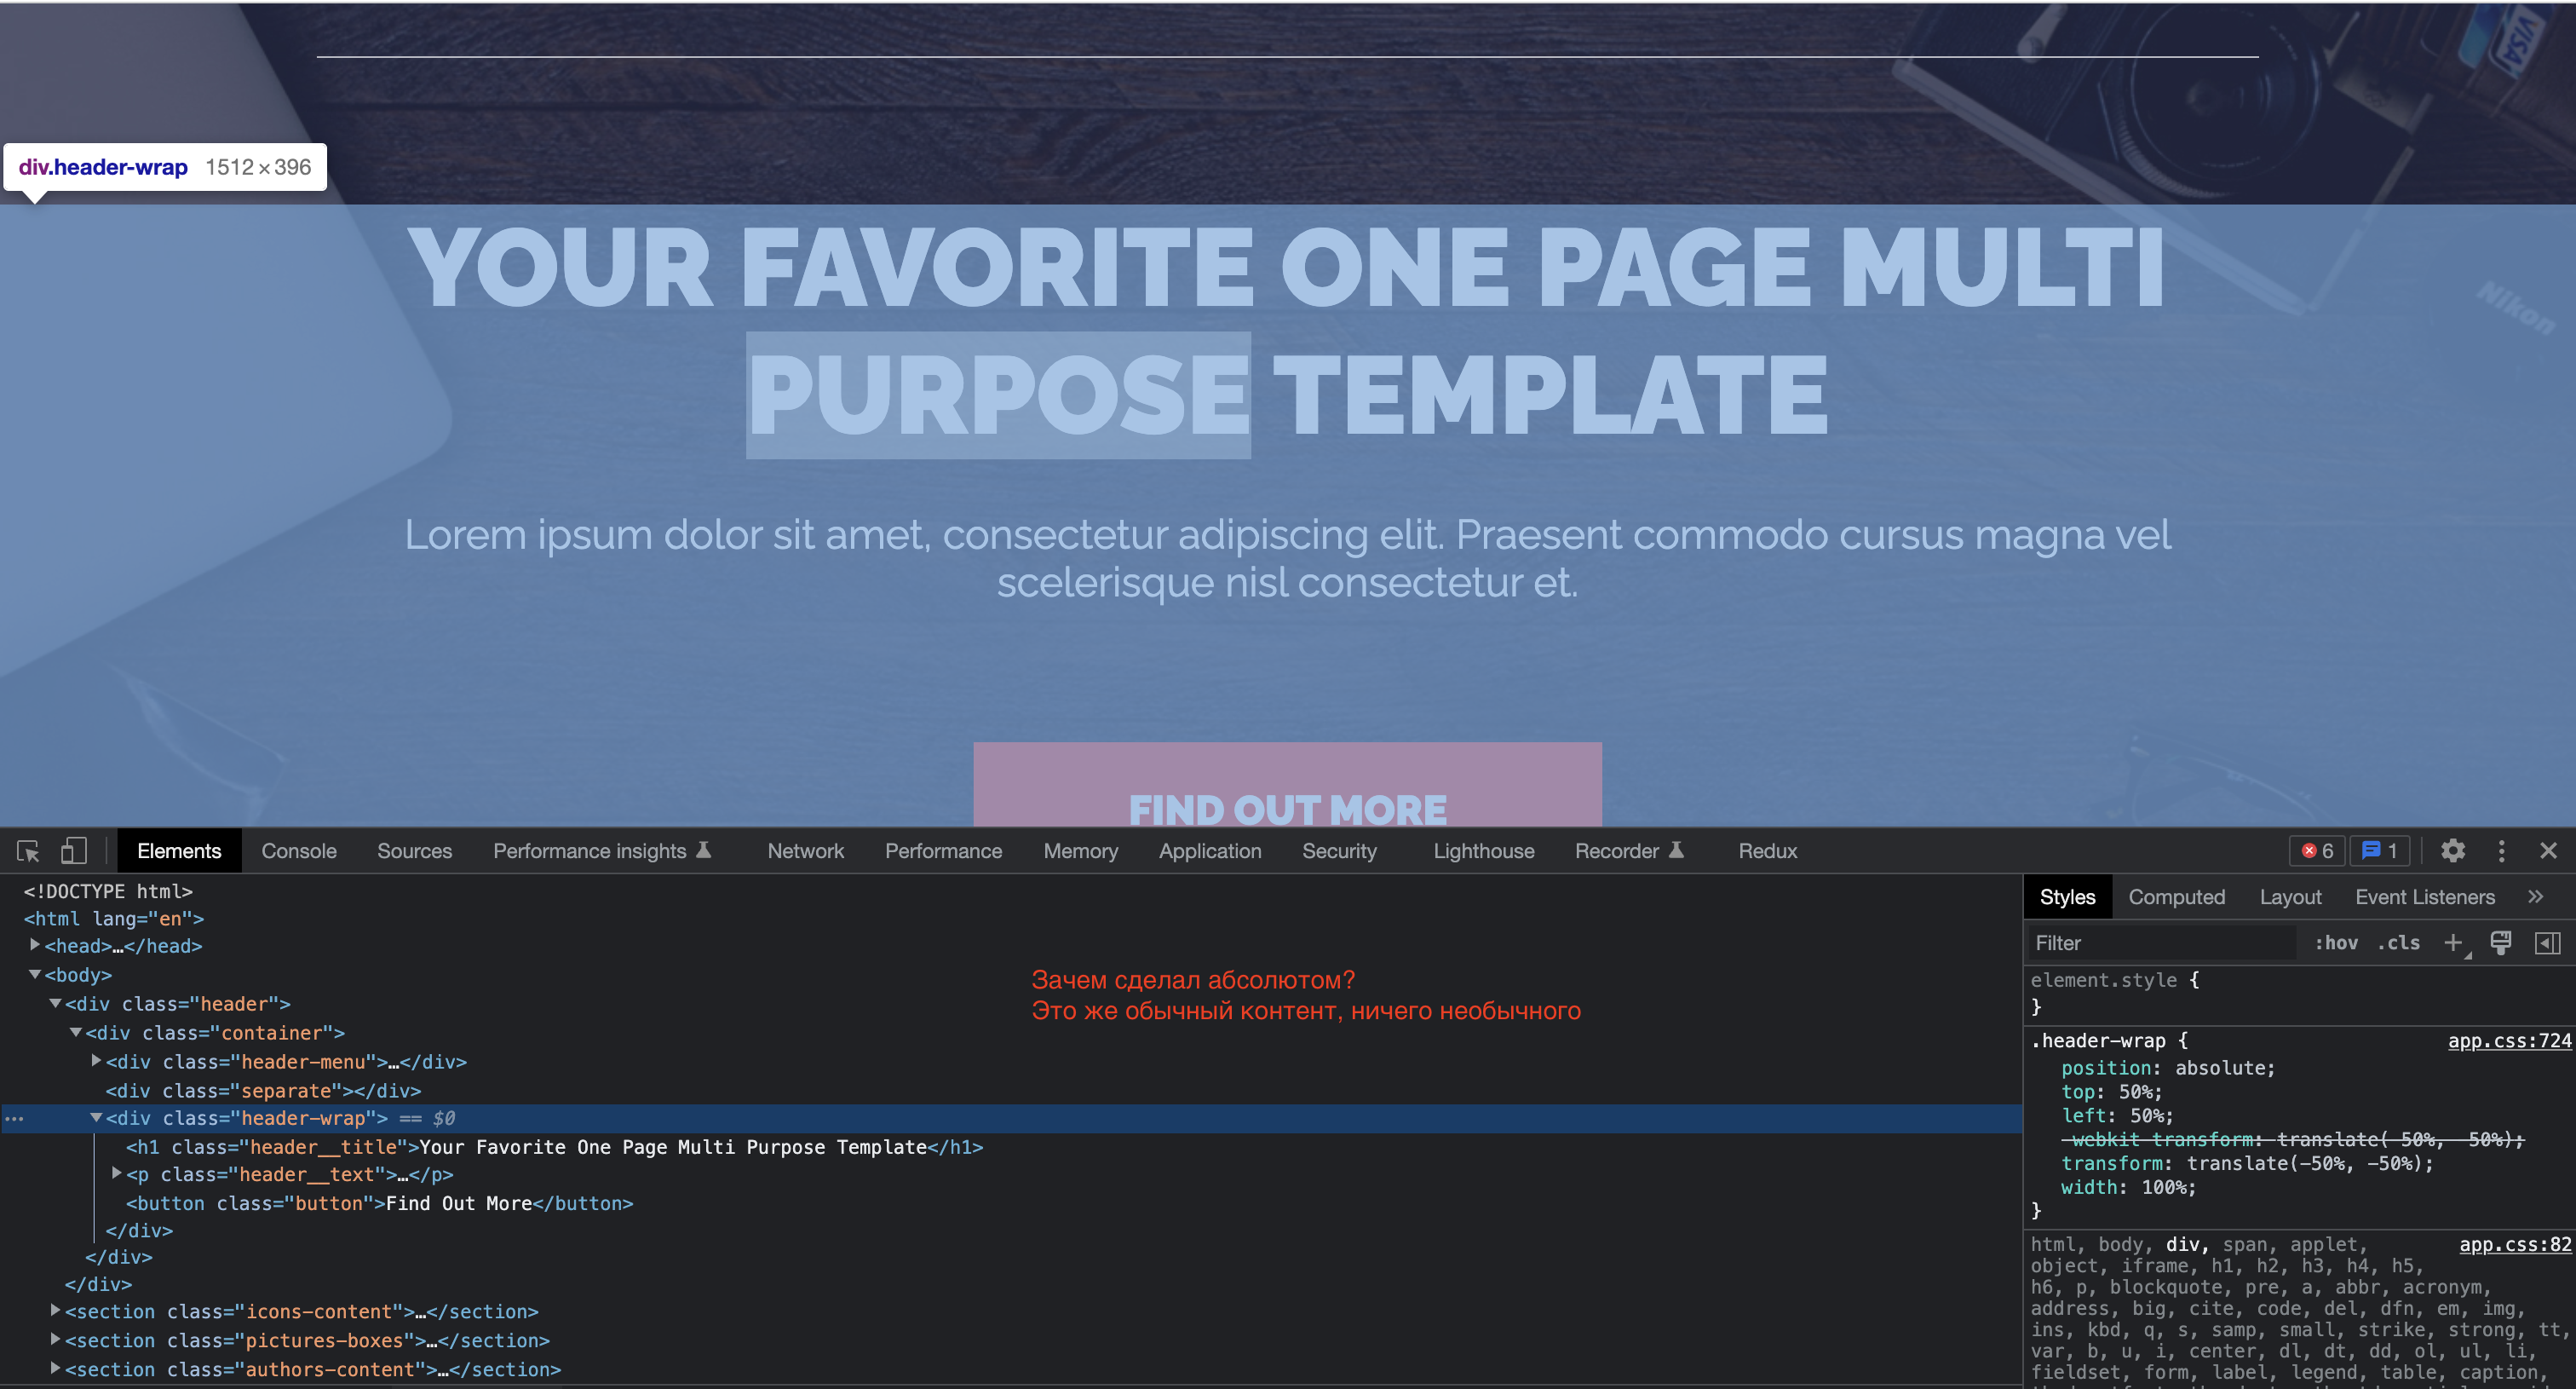 VISA
div.header-wrap 1512 × 396
YOUR FAVORITE ONE PAGE MULTI
PURPOSE TEMPLATE
Nikon
Lorem ipsum dolor sit amet, consectetur adipiscing elit. Praesent commodo cursus magna vel
scelerisque nisl consectetur et.
FIND OUT MORE
Elements Console Sources Performance insights Network Performance Memory Application Security Lighthouse Recorder Redux 6 1
<!DOCTYPE html>
<html lang="en">
<head>…</head>
<body>
<div class="header">
<div class="container">
<div class="header-menu">…</div>
<div class="separate"></div>
<div class="header-wrap"> == $0
<h1 class="header__title">Your Favorite One Page Multi Purpose Template</h1>
<p class="header__text">…</p>
<button class="button">Find Out More</button>
</div>
</div>
</div>
<section class="icons-content">…</section>
<section class="pictures-boxes">…</section>
<section class="authors-content">…</section>
Зачем сделал абсолютом?
Это же обычный контент, ничего необычного
Styles Computed Layout Event Listeners »
Filter :hov .cls +
element.style {
}
.header-wrap { app.css:724
position: absolute;
top: 50%;
left: 50%;
-webkit-transform: translate(-50%, -50%);
transform: translate(-50%, -50%);
width: 100%;
}
html, body, div, span, applet, app.css:82
object, iframe, h1, h2, h3, h4, h5,
h6, p, blockquote, pre, a, abbr, acronym,
address, big, cite, code, del, dfn, em, img,
ins, kbd, q, s, samp, small, strike, strong, tt,
var, b, u, i, center, dl, dt, dd, ol, ul, li,
fieldset, form, label, legend, table, caption,